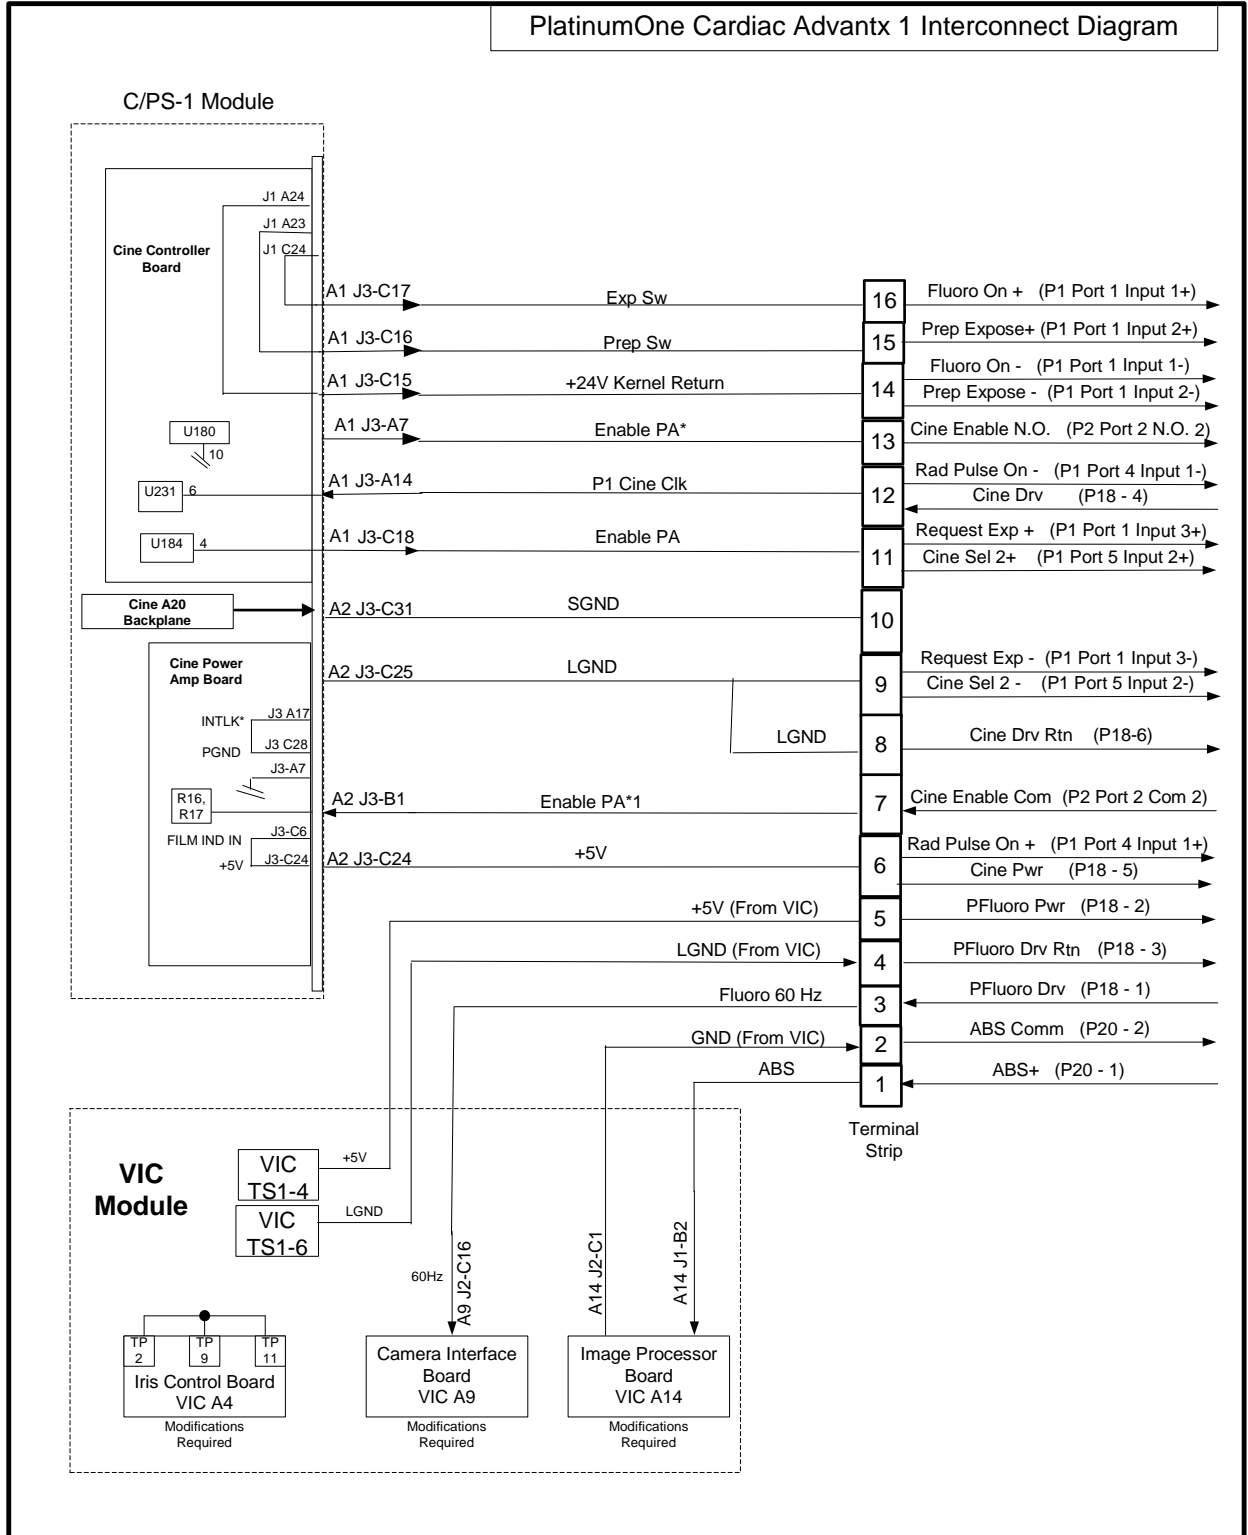 PlatinumOne Cardiac Advantx 1 Interconnect Diagram
C/PS-1 Module
J1 A24
J1 A23
J1 C24
Cine Controller
Board
A1 J3-C17
Exp Sw
16
Fluoro On + (P1 Port 1 Input 1+)
A1 J3-C16
Prep Sw
15
Prep Expose+ (P1 Port 1 Input 2+)
A1 J3-C15
+24V Kernel Return
14
Fluoro On - (P1 Port 1 Input 1-)
Prep Expose - (P1 Port 1 Input 2-)
U180
10
A1 J3-A7
Enable PA*
13
Cine Enable N.O. (P2 Port 2 N.O. 2)
U231
6
A1 J3-A14
P1 Cine Clk
12
Rad Pulse On - (P1 Port 4 Input 1-)
Cine Drv (P18 - 4)
U184
4
A1 J3-C18
Enable PA
11
Request Exp + (P1 Port 1 Input 3+)
Cine Sel 2+ (P1 Port 5 Input 2+)
Cine A20
Backplane
A2 J3-C31
SGND
10
Cine Power
Amp Board
A2 J3-C25
LGND
9
Request Exp - (P1 Port 1 Input 3-)
Cine Sel 2 - (P1 Port 5 Input 2-)
INTLK*
J3 A17
PGND
J3 C28
LGND
8
Cine Drv Rtn (P18-6)
J3-A7
R16,
R17
A2 J3-B1
Enable PA*1
7
Cine Enable Com (P2 Port 2 Com 2)
FILM IND IN
J3-C6
+5V
J3-C24
A2 J3-C24
+5V
6
Rad Pulse On + (P1 Port 4 Input 1+)
Cine Pwr (P18 - 5)
+5V (From VIC)
5
PFluoro Pwr (P18 - 2)
LGND (From VIC)
4
PFluoro Drv Rtn (P18 - 3)
Fluoro 60 Hz
3
PFluoro Drv (P18 - 1)
GND (From VIC)
2
ABS Comm (P20 - 2)
ABS
1
ABS+ (P20 - 1)
Terminal
Strip
VIC
Module
VIC
TS1-4
+5V
VIC
TS1-6
LGND
60Hz
A9 J2-C16
A14 J2-C1
A14 J1-B2
TP
2
TP
9
TP
11
Iris Control Board
VIC A4
Modifications
Required
Camera Interface
Board
VIC A9
Modifications
Required
Image Processor
Board
VIC A14
Modifications
Required